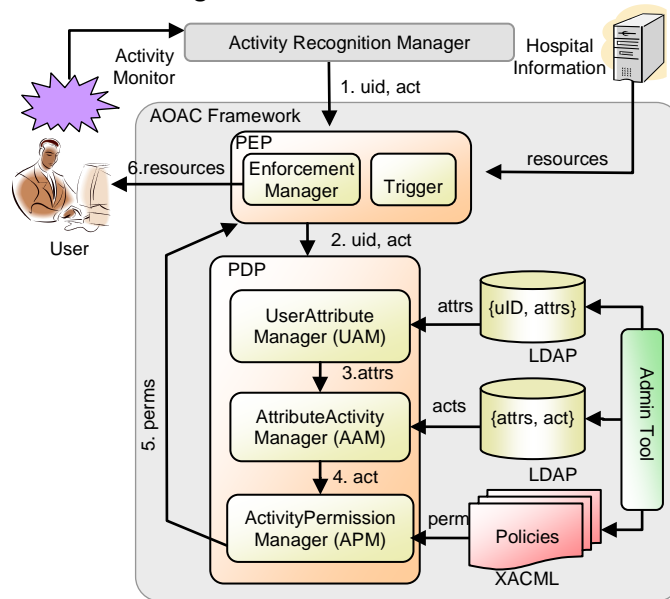 Activity
Monitor
Activity Recognition Manager
Hospital
Information
1. uid, act
AOAC Framework
PEP
Enforcement
Manager
Trigger
resources
6.resources
User
2. uid, act
PDP
UserAttribute
Manager (UAM)
attrs
{uID, attrs}
LDAP
3.attrs
AttributeActivity
Manager (AAM)
acts
{attrs, act}
LDAP
Admin Tool
5. perms
4. act
ActivityPermission
Manager (APM)
perm
Policies
XACML